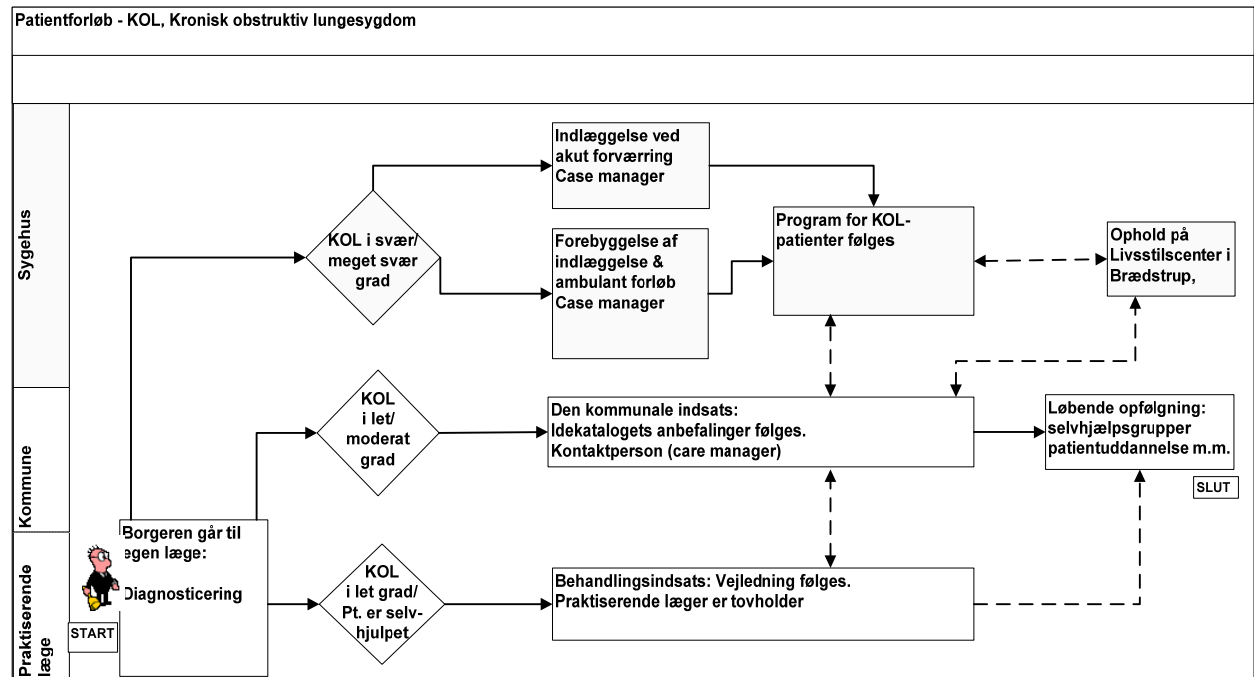 Patientforløb - KOL, Kronisk obstruktiv lungesygdom
Sygehus
KOL i svær/
meget svær
grad
Indlæggelse ved
akut forværring
Case manager
Forebyggelse af
indlæggelse &
ambulant forløb
Case manager
Program for KOL-
patienter følges
Ophold på
Livsstilscenter i
Brædstrup,
Kommune
KOL
i let/
moderat
grad
Den kommunale indsats:
Idekatalogets anbefalinger følges.
Kontaktperson (care manager)
Løbende opfølgning:
selvhjælpsgrupper
patientuddannelse m.m.
SLUT
Praktiserende
læge
START
Borgeren går til
egen læge:
Diagnosticering
KOL
i let grad/
Pt. er selv-
hjulpet
Behandlingsindsats: Vejledning følges.
Praktiserende læger er tovholder